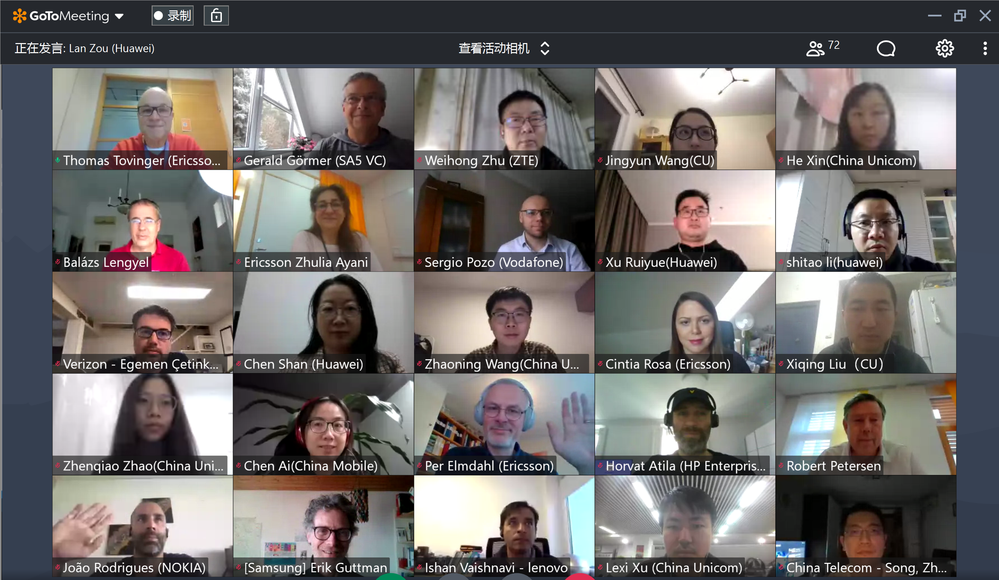 GoToMeeting
录制
正在发言: Lan Zou (Huawei)
查看活动相机
72
Thomas Tovinger (Ericsso...
Gerald Görmer (SA5 VC)
Weihong Zhu (ZTE)
Jingyun Wang(CU)
He Xin(China Unicom)
Balázs Lengyel
Ericsson Zhulia Ayani
Sergio Pozo (Vodafone)
Xu Ruiyue(Huawei)
shitao li(huawei)
Verizon - Egemen Çetink...
Chen Shan (Huawei)
Zhaoning Wang(China U...
Cintia Rosa (Ericsson)
Xiqing Liu（CU）
Zhenqiao Zhao(China Uni...
Chen Ai(China Mobile)
Per Elmdahl (Ericsson)
Horvat Atila (HP Enterpris...
Robert Petersen
João Rodrigues (NOKIA)
[Samsung] Erik Guttman
Ishan Vaishnavi - lenovo
Lexi Xu (China Unicom)
China Telecom - Song, Zh...